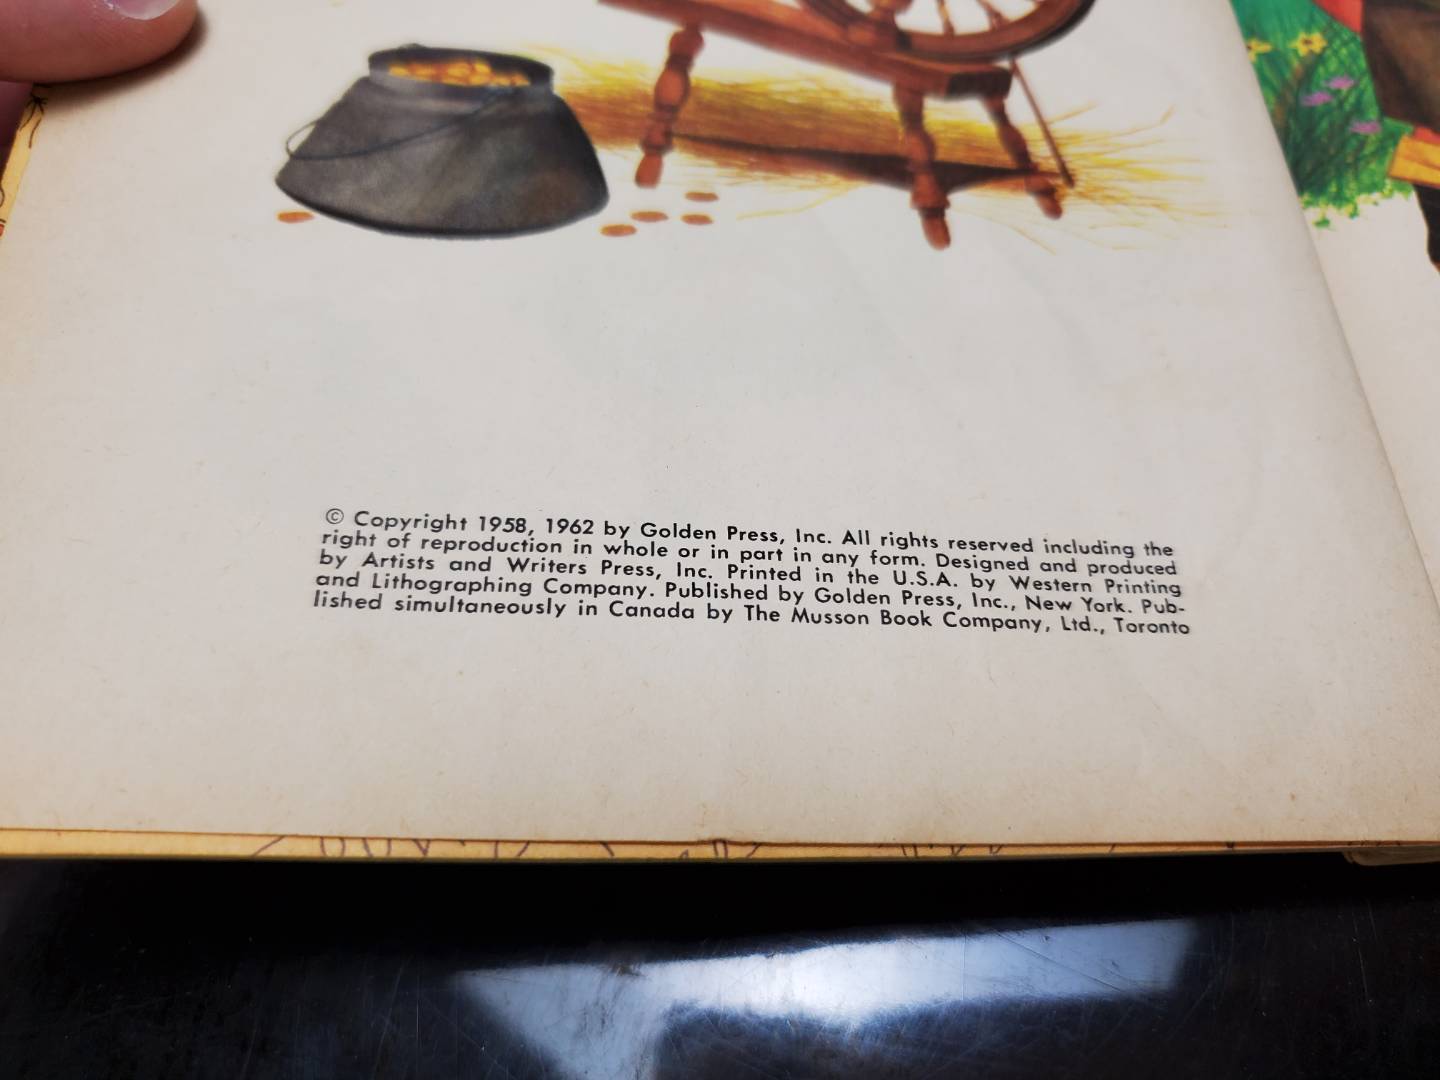 © Copyright 1958, 1962 by Golden Press, Inc. All rights reserved including the
right of reproduction in whole or in part in any form. Designed and produced
by Artists and Writers Press, Inc. Printed in the U.S.A. by Western Printing
and Lithographing Company. Published by Golden Press, Inc., New York. Pub-
lished simultaneously in Canada by The Musson Book Company, Ltd., Toronto